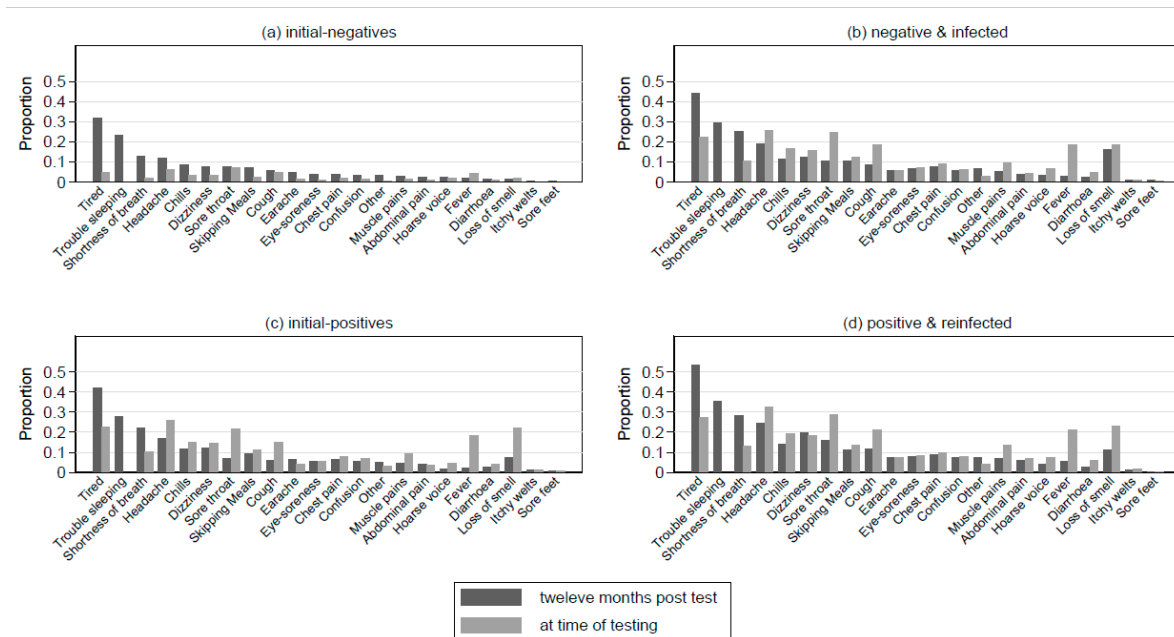 (a) initial-negatives
Proportion
0.5
0.4
0.3
0.2
0.1
0
Tired
Trouble sleeping
Shortness of breath
Headache
Chills
Dizziness
Sore throat
Skipping Meals
Cough
Earache
Eye-soreness
Chest pain
Confusion
Other
Muscle pains
Abdominal pain
Hoarse voice
Fever
Diarrhoea
Loss of smell
Itchy welts
Sore feet
(b) negative & infected
Proportion
0.5
0.4
0.3
0.2
0.1
0
Tired
Trouble sleeping
Shortness of breath
Headache
Chills
Dizziness
Sore throat
Skipping Meals
Cough
Earache
Eye-soreness
Chest pain
Confusion
Other
Muscle pains
Abdominal pain
Hoarse voice
Fever
Diarrhoea
Loss of smell
Itchy welts
Sore feet
(c) initial-positives
Proportion
0.5
0.4
0.3
0.2
0.1
0
Tired
Trouble sleeping
Shortness of breath
Headache
Chills
Dizziness
Sore throat
Skipping Meals
Cough
Earache
Eye-soreness
Chest pain
Confusion
Other
Muscle pains
Abdominal pain
Hoarse voice
Fever
Diarrhoea
Loss of smell
Itchy welts
Sore feet
(d) positive & reinfected
Proportion
0.5
0.4
0.3
0.2
0.1
0
Tired
Trouble sleeping
Shortness of breath
Headache
Chills
Dizziness
Sore throat
Skipping Meals
Cough
Earache
Eye-soreness
Chest pain
Confusion
Other
Muscle pains
Abdominal pain
Hoarse voice
Fever
Diarrhoea
Loss of smell
Itchy welts
Sore feet
tweleve months post test
at time of testing